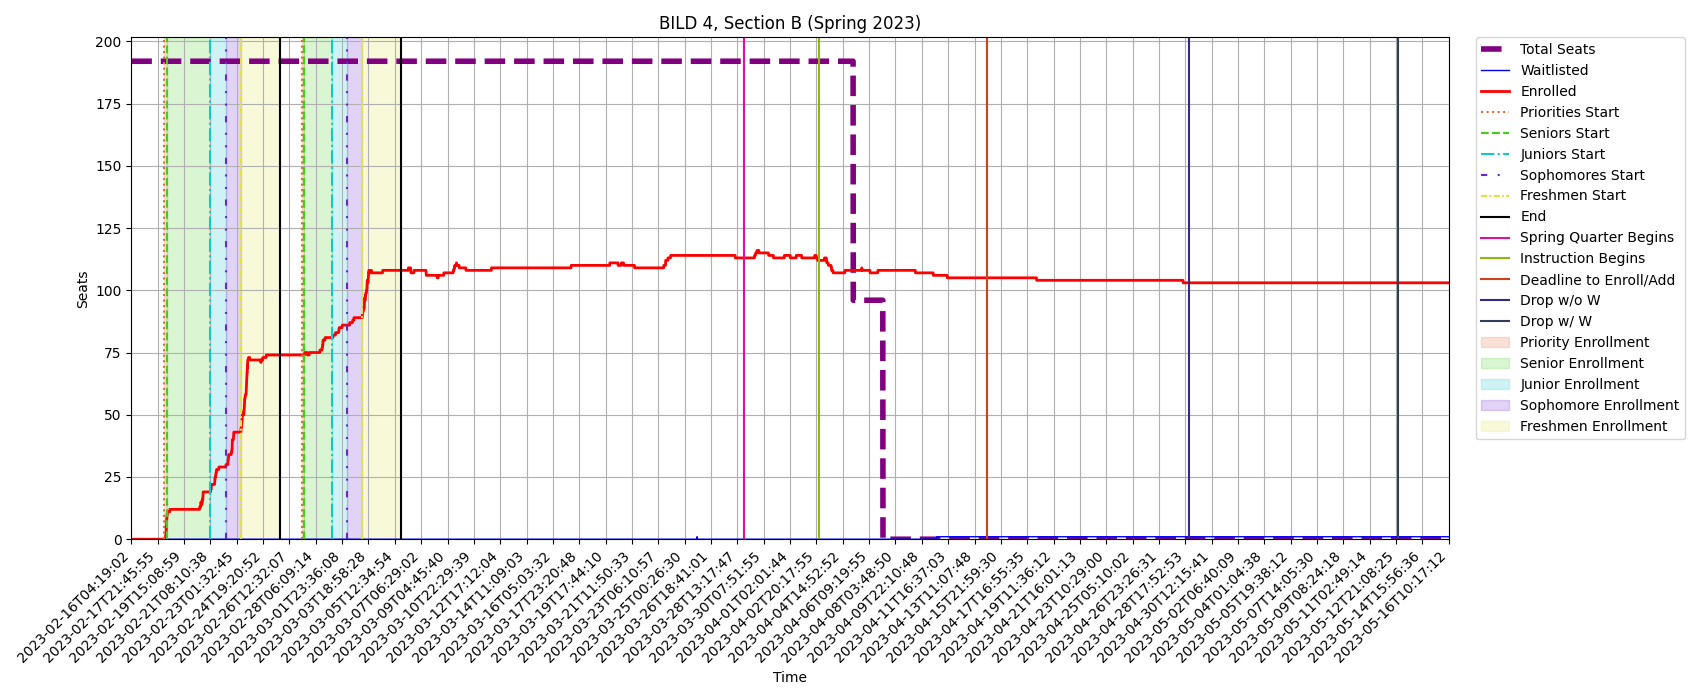 BILD 4, Section B (Spring 2023)
Seats
200
175
150
125
100
75
50
25
0
2023-02-16T04:19:02
2023-02-17T21:45:55
2023-02-19T15:08:59
2023-02-21T08:10:38
2023-02-23T01:32:45
2023-02-24T19:20:52
2023-02-26T12:32:07
2023-02-28T06:09:14
2023-03-01T23:36:08
2023-03-03T18:58:28
2023-03-05T12:34:54
2023-03-07T06:29:02
2023-03-09T04:45:40
2023-03-10T22:29:39
2023-03-12T17:12:04
2023-03-14T11:09:03
2023-03-16T05:03:32
2023-03-17T23:20:48
2023-03-19T17:44:10
2023-03-21T11:50:33
2023-03-23T06:10:57
2023-03-25T00:26:30
2023-03-26T18:41:01
2023-03-28T13:17:47
2023-03-30T07:51:55
2023-04-01T02:01:44
2023-04-02T20:17:55
2023-04-04T14:52:52
2023-04-06T09:19:55
2023-04-08T03:48:50
2023-04-09T22:10:48
2023-04-11T16:37:03
2023-04-13T11:07:48
2023-04-15T21:59:30
2023-04-17T16:55:35
2023-04-19T11:36:12
2023-04-21T06:01:13
2023-04-23T10:29:00
2023-04-25T05:10:02
2023-04-26T23:26:31
2023-04-28T17:52:53
2023-04-30T12:15:41
2023-05-02T06:40:09
2023-05-04T01:04:38
2023-05-05T19:38:12
2023-05-07T14:05:30
2023-05-09T08:24:18
2023-05-11T02:49:14
2023-05-12T21:08:25
2023-05-14T15:56:36
2023-05-16T10:17:12
Time
Total Seats
Waitlisted
Enrolled
Priorities Start
Seniors Start
Juniors Start
Sophomores Start
Freshmen Start
End
Spring Quarter Begins
Instruction Begins
Deadline to Enroll/Add
Drop w/o W
Drop w/ W
Priority Enrollment
Senior Enrollment
Junior Enrollment
Sophomore Enrollment
Freshmen Enrollment